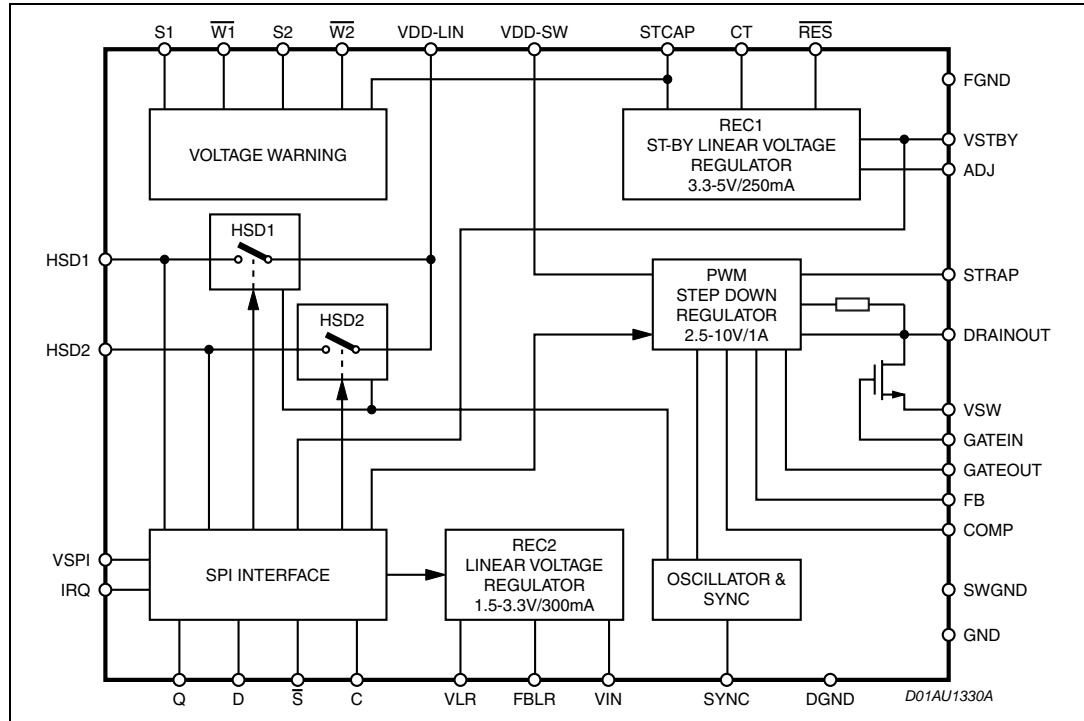 S1
W1
S2
W2
VDD-LIN
VDD-SW
STCAP
CT
RES
FGND
VOLTAGE WARNING
REC1
ST-BY LINEAR VOLTAGE
REGULATOR
3.3-5V/250mA
VSTBY
ADJ
HSD1
HSD1
HSD2
HSD2
PWM
STEP DOWN
REGULATOR
2.5-10V/1A
STRAP
DRAINOUT
VSW
GATEIN
GATEOUT
FB
COMP
VSPI
IRQ
SPI INTERFACE
REC2
LINEAR VOLTAGE
REGULATOR
1.5-3.3V/300mA
OSCILLATOR &
SYNC
SWGND
GND
Q
D
S
C
VLR
FBLR
VIN
SYNC
DGND
D01AU1330A